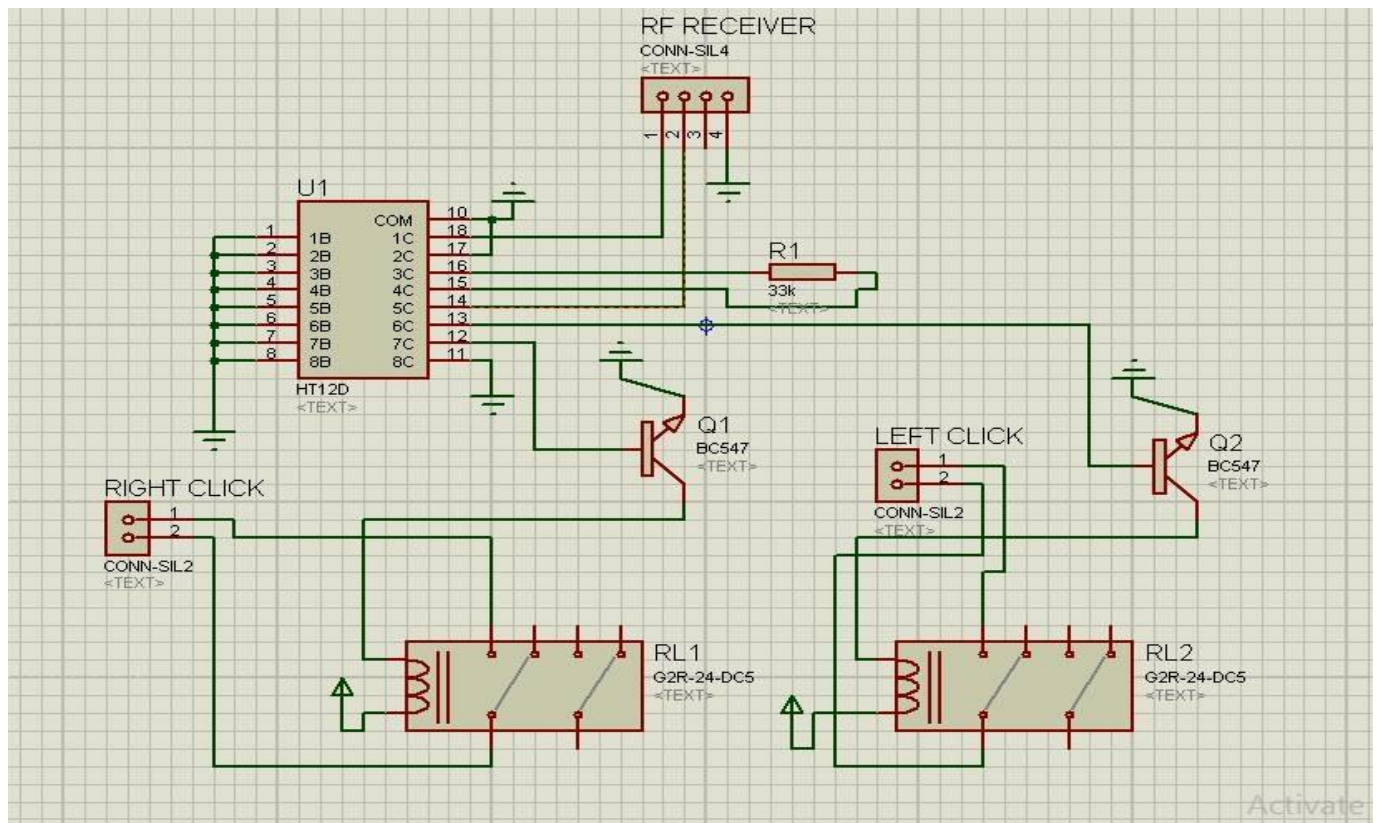 RF RECEIVER
CONN-SIL4
<TEXT>
1 2 3 4
U1
COM 10
1 1B 1C 18
2 2B 2C 17
3 3B 3C 16
4 4B 4C 15
5 5B 5C 14
6 6B 6C 13
7 7B 7C 12
8 8B 8C 11
HT12D
<TEXT>
R1
33k
<TEXT>
Q1
BC547
<TEXT>
LEFT CLICK
1
2
CONN-SIL2
<TEXT>
Q2
BC547
<TEXT>
RIGHT CLICK
1
2
CONN-SIL2
<TEXT>
RL1
G2R-24-DC5
<TEXT>
RL2
G2R-24-DC5
<TEXT>
Activate